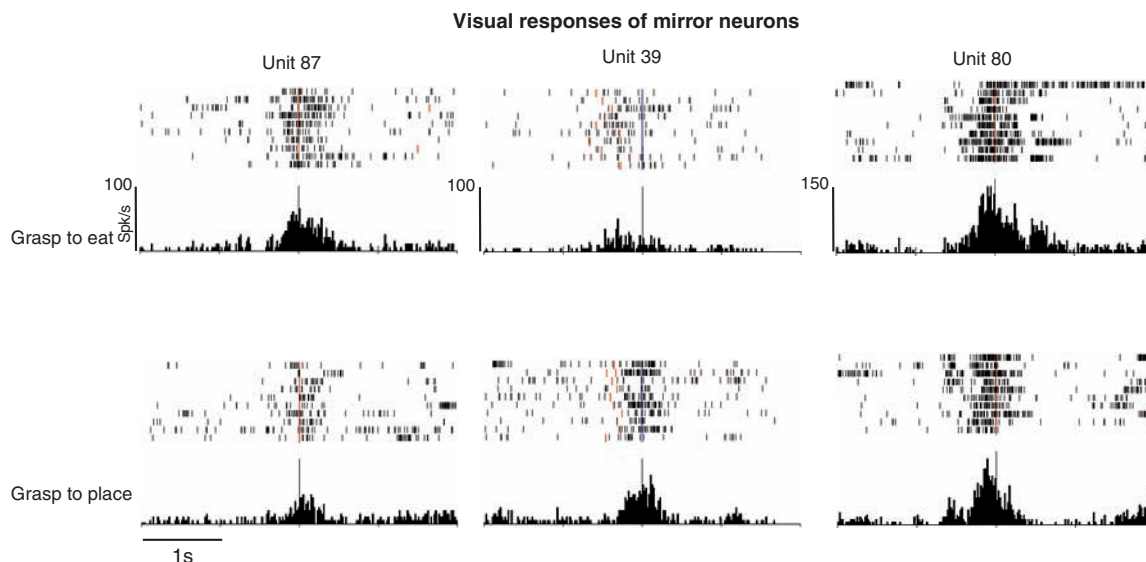 Visual responses of mirror neurons
Unit 87
Unit 39
Unit 80
100
100
150
Spk/s
Grasp to eat
Grasp to place
1s